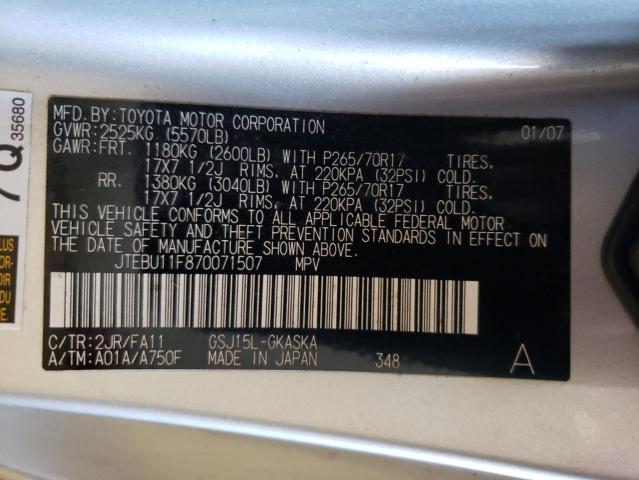 MFD.BY:TOYOTA MOTOR CORPORATION 01/07
GVWR:2525KG (5570LB)
GAWR:FRT. 1180KG (2600LB) WITH P265/70R17 TIRES.
17X7 1/2J RIMS. AT 220KPA (32PSI) COLD.
RR. 1380KG (3040LB) WITH P265/70R17 TIRES.
17X7 1/2J RIMS. AT 220KPA (32PSI) COLD.
THIS VEHICLE CONFORMS TO ALL APPLICABLE FEDERAL MOTOR
VEHICLE SAFETY AND THEFT PREVENTION STANDARDS IN EFFECT
ON THE DATE OF MANUFACTURE SHOWN ABOVE.
JTEBU11F870071507 MPV
C/TR:2JR/FA11 GSJ15L-GKASKA
A/TM:A01A/A750F MADE IN JAPAN 348 A
Q 35680